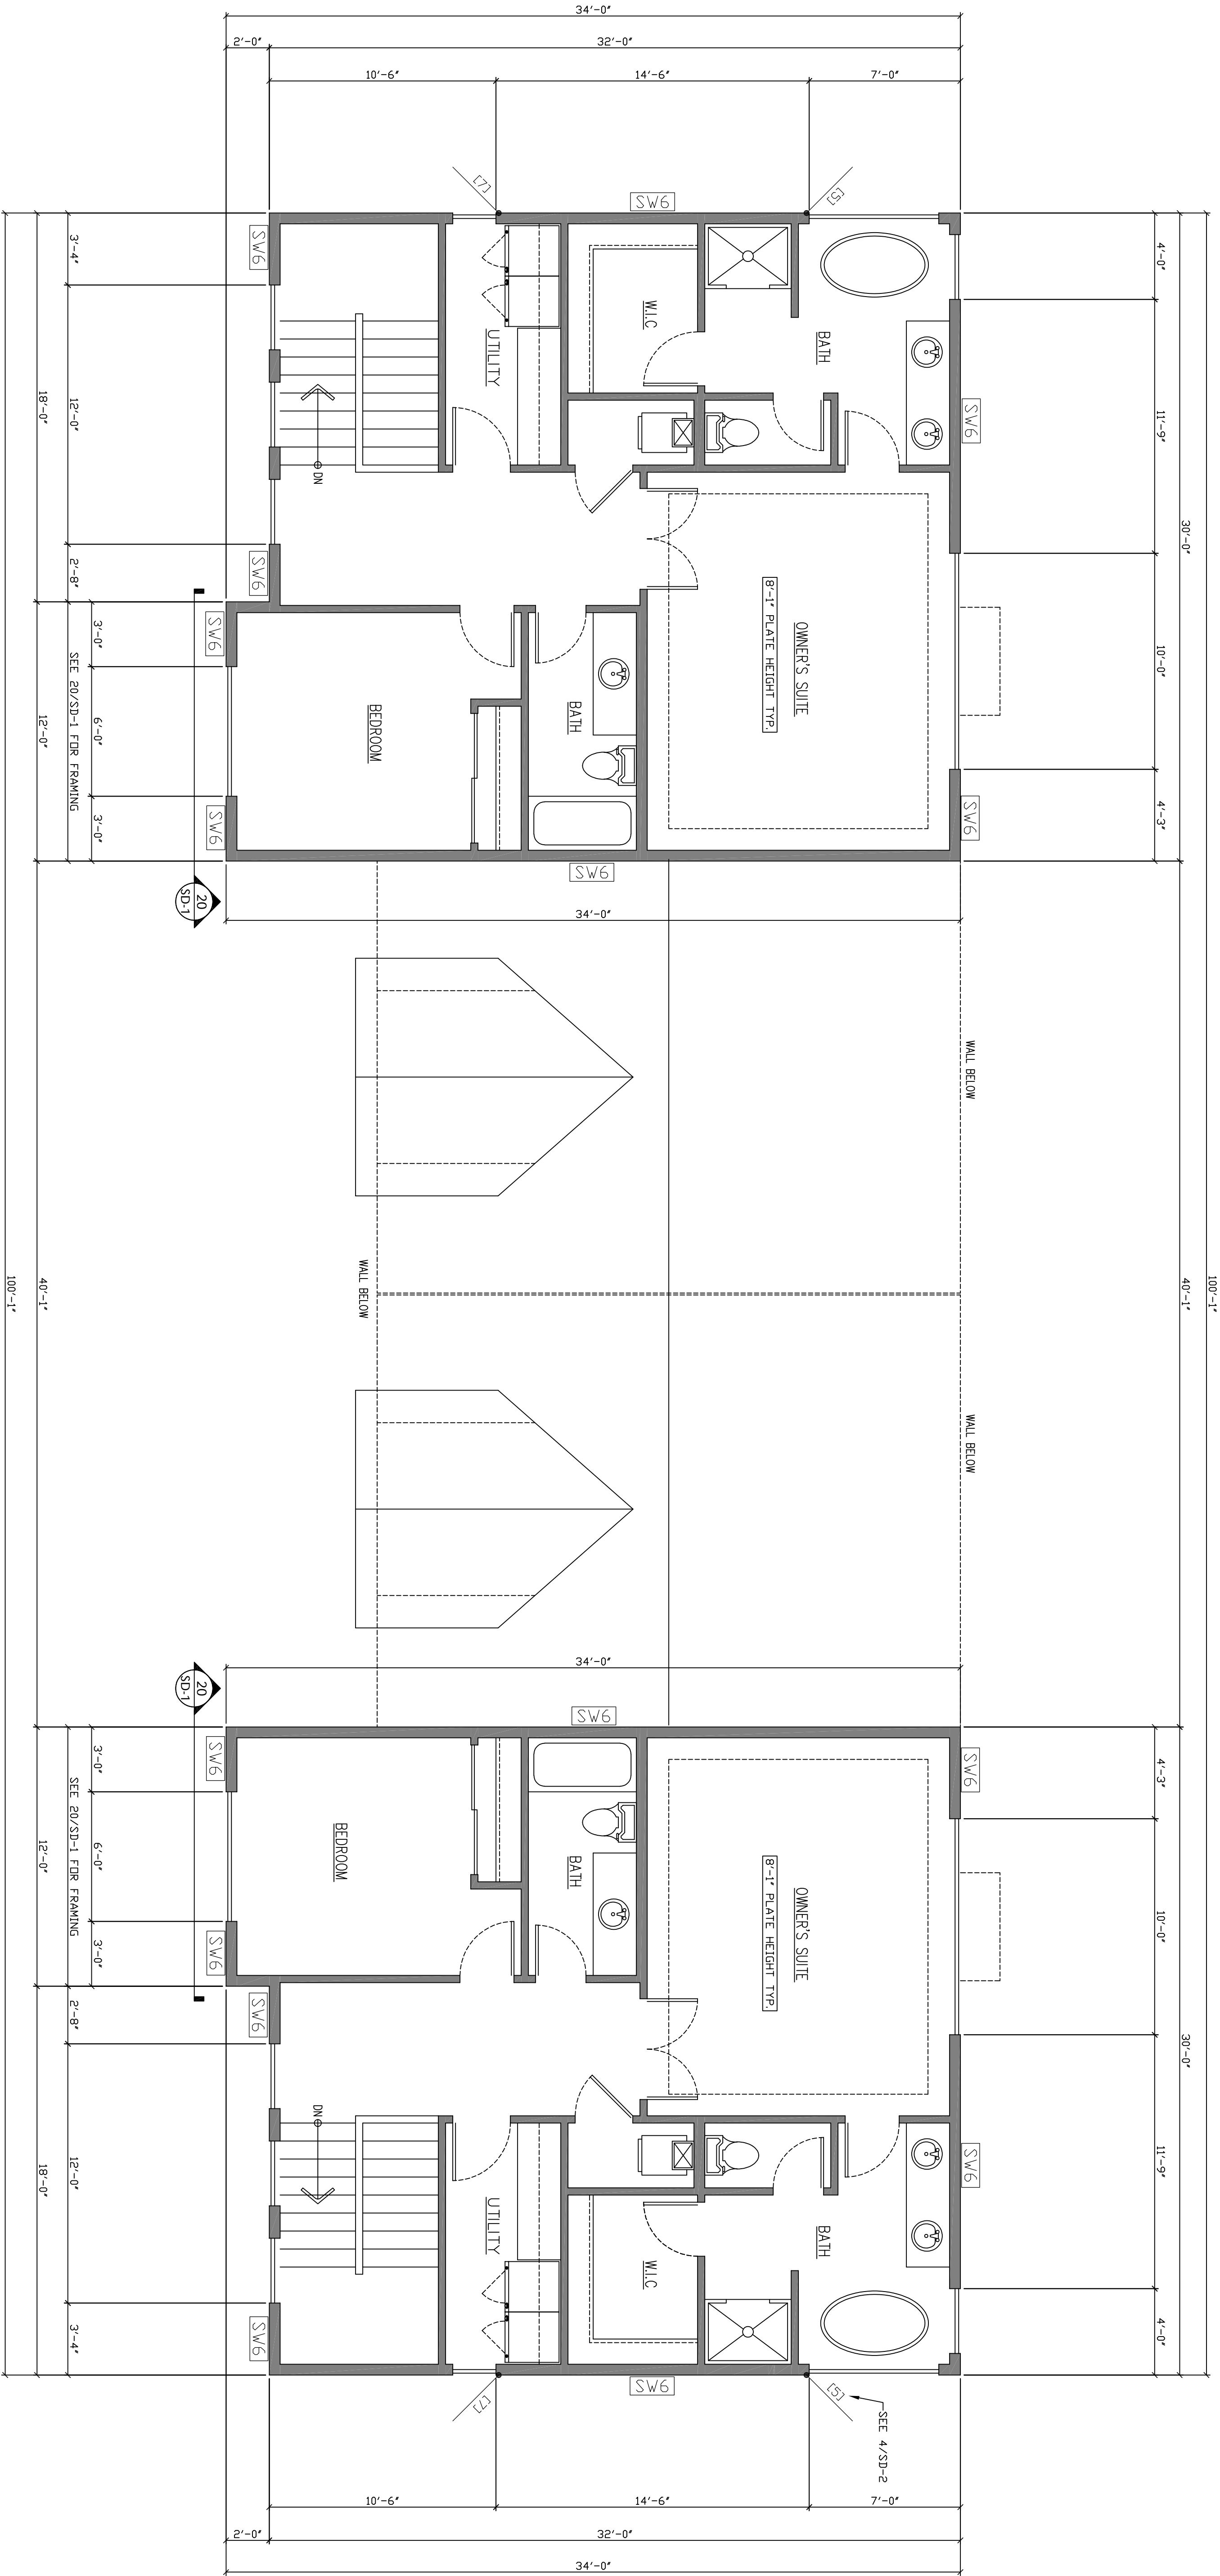 34'-0"
32'-0"
2'-0"
10'-6"
14'-6"
7'-0"
100'-1"
30'-0"
40'-1"
30'-0"
4'-0"
11'-9"
10'-0"
4'-3"
4'-3"
10'-0"
11'-9"
4'-0"
[7]
SW6
[5]
SW6
SW6
SW6
SW6
BATH
W.I.C
UTILITY
DN
OWNER'S SUITE
8'-1" PLATE HEIGHT TYP.
BATH
BEDROOM
SW6
SW6
SW6
SW6
SW6
34'-0"
20
SD-1
WALL BELOW
WALL BELOW
WALL BELOW
34'-0"
20
SD-1
SW6
OWNER'S SUITE
8'-1" PLATE HEIGHT TYP.
BATH
BEDROOM
BATH
W.I.C
UTILITY
DN
SW6
SW6
SW6
SW6
SW6
[7]
[5]
SEE 4/SD-2
3'-4"
12'-0"
2'-8"
3'-0"
6'-0"
3'-0"
SEE 20/SD-1 FOR FRAMING
3'-0"
6'-0"
3'-0"
SEE 20/SD-1 FOR FRAMING
2'-8"
12'-0"
3'-4"
18'-0"
12'-0"
40'-1"
12'-0"
18'-0"
100'-1"
10'-6"
14'-6"
7'-0"
2'-0"
32'-0"
34'-0"